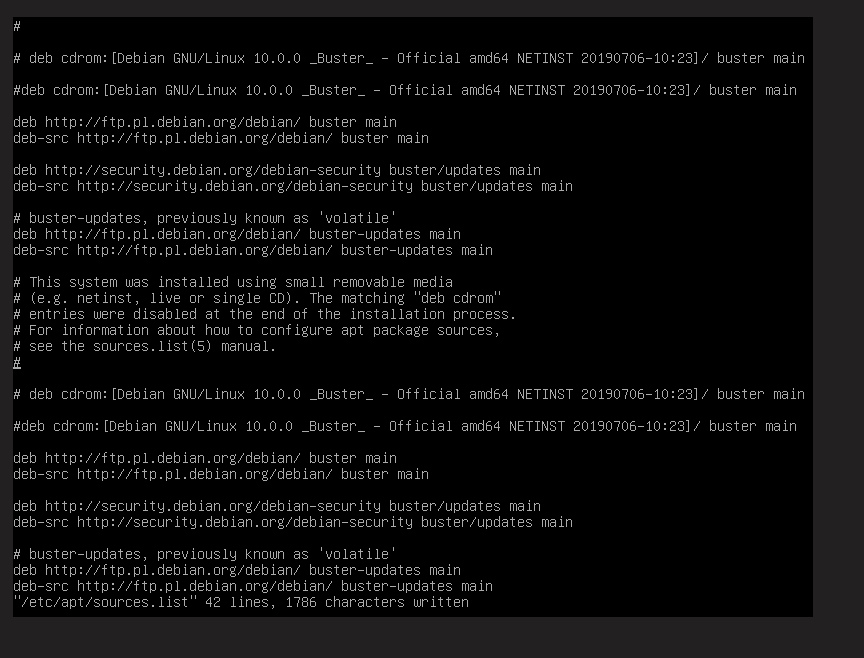 #
# deb cdrom:[Debian GNU/Linux 10.0.0 _Buster_ - Official amd64 NETINST 20190706-10:23]/ buster main
#deb cdrom:[Debian GNU/Linux 10.0.0 _Buster_ - Official amd64 NETINST 20190706-10:23]/ buster main
deb http://ftp.pl.debian.org/debian/ buster main
deb-src http://ftp.pl.debian.org/debian/ buster main
deb http://security.debian.org/debian-security buster/updates main
deb-src http://security.debian.org/debian-security buster/updates main
# buster-updates, previously known as 'volatile'
deb http://ftp.pl.debian.org/debian/ buster-updates main
deb-src http://ftp.pl.debian.org/debian/ buster-updates main
# This system was installed using small removable media
# (e.g. netinst, live or single CD). The matching "deb cdrom"
# entries were disabled at the end of the installation process.
# For information about how to configure apt package sources,
# see the sources.list(5) manual.
#
# deb cdrom:[Debian GNU/Linux 10.0.0 _Buster_ - Official amd64 NETINST 20190706-10:23]/ buster main
#deb cdrom:[Debian GNU/Linux 10.0.0 _Buster_ - Official amd64 NETINST 20190706-10:23]/ buster main
deb http://ftp.pl.debian.org/debian/ buster main
deb-src http://ftp.pl.debian.org/debian/ buster main
deb http://security.debian.org/debian-security buster/updates main
deb-src http://security.debian.org/debian-security buster/updates main
# buster-updates, previously known as 'volatile'
deb http://ftp.pl.debian.org/debian/ buster-updates main
deb-src http://ftp.pl.debian.org/debian/ buster-updates main
"/etc/apt/sources.list" 42 lines, 1786 characters written